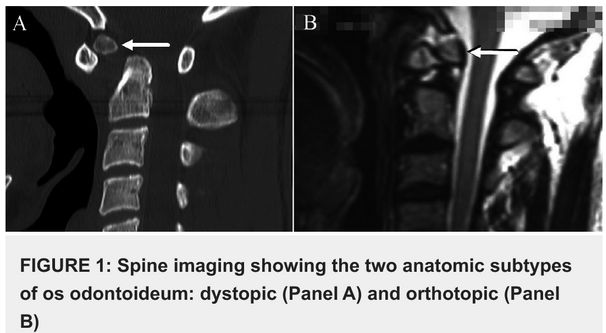 A
B
FIGURE 1: Spine imaging showing the two anatomic subtypes
of os odontoideum: dystopic (Panel A) and orthotopic (Panel
B)